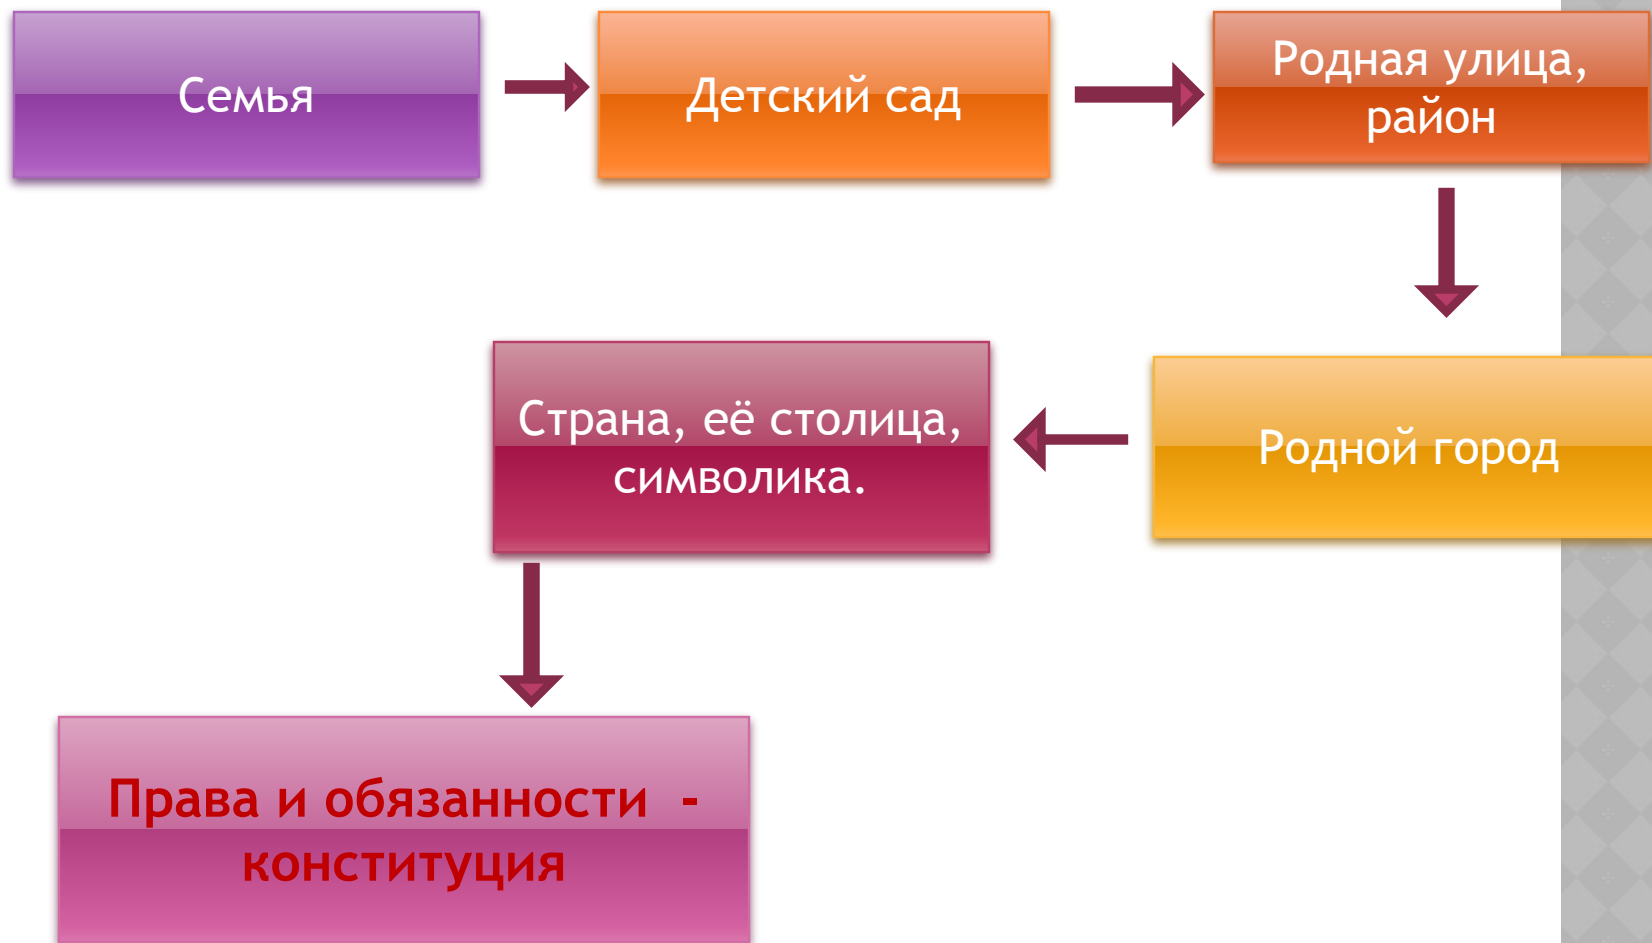 Семья
Детский сад
Родная улица,
район
Родной город
Страна, её столица,
символика.
Права и обязанности -
конституция